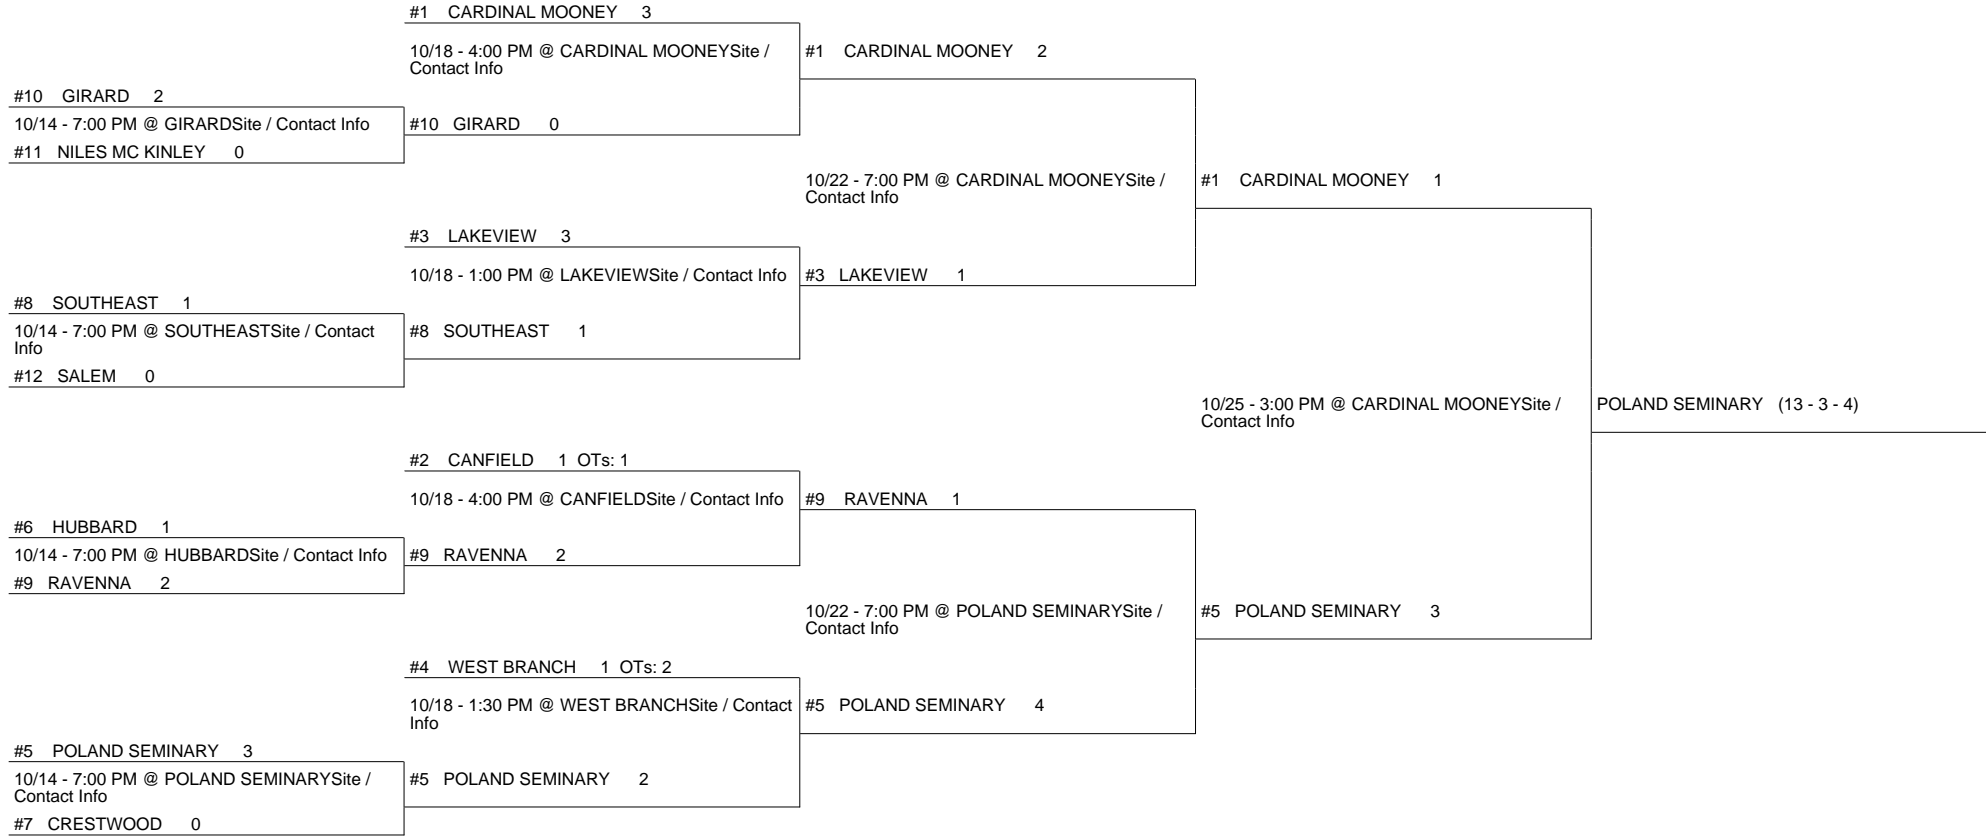 #1 CARDINAL MOONEY 3
10/18 - 4:00 PM @ CARDINAL MOONEYSite /
Contact Info
#1 CARDINAL MOONEY 2
#10 GIRARD 2
10/14 - 7:00 PM @ GIRARDSite / Contact Info
#10 GIRARD 0
#11 NILES MC KINLEY 0
10/22 - 7:00 PM @ CARDINAL MOONEYSite /
Contact Info
#1 CARDINAL MOONEY 1
#3 LAKEVIEW 3
10/18 - 1:00 PM @ LAKEVIEWSite / Contact Info
#3 LAKEVIEW 1
#8 SOUTHEAST 1
10/14 - 7:00 PM @ SOUTHEASTSite / Contact
Info
#8 SOUTHEAST 1
#12 SALEM 0
10/25 - 3:00 PM @ CARDINAL MOONEYSite /
Contact Info
POLAND SEMINARY (13 - 3 - 4)
#2 CANFIELD 1 OTs: 1
10/18 - 4:00 PM @ CANFIELDSite / Contact Info
#9 RAVENNA 1
#6 HUBBARD 1
10/14 - 7:00 PM @ HUBBARDSite / Contact Info
#9 RAVENNA 2
#9 RAVENNA 2
10/22 - 7:00 PM @ POLAND SEMINARYSite /
Contact Info
#5 POLAND SEMINARY 3
#4 WEST BRANCH 1 OTs: 2
10/18 - 1:30 PM @ WEST BRANCHSite / Contact
Info
#5 POLAND SEMINARY 4
#5 POLAND SEMINARY 3
10/14 - 7:00 PM @ POLAND SEMINARYSite /
Contact Info
#5 POLAND SEMINARY 2
#7 CRESTWOOD 0